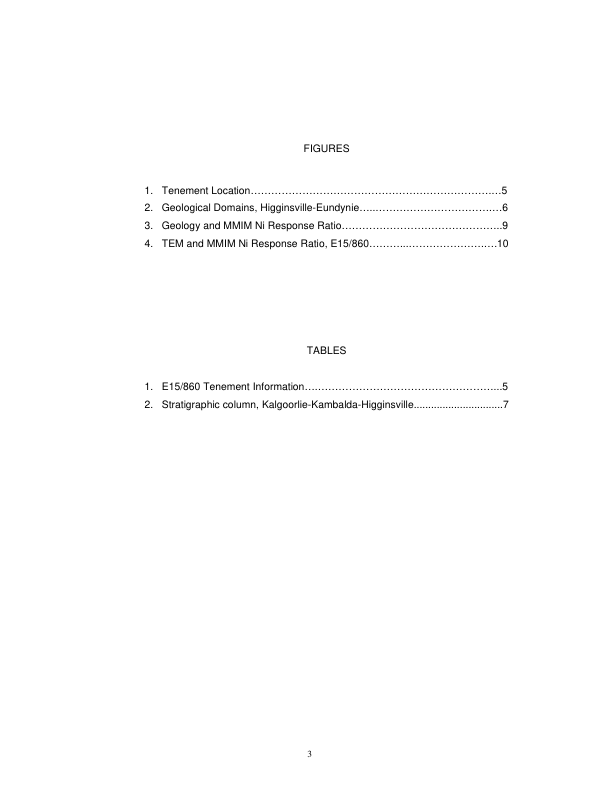 FIGURES
1. Tenement Location……………………………………………………………….…5
2. Geological Domains, Higginsville-Eundynie…..…………………………….…6
3. Geology and MMIM Ni Response Ratio………………………………………..9
4. TEM and MMIM Ni Response Ratio, E15/860………...………………….….…10
TABLES
1. E15/860 Tenement Information………………………………………………....5
2. Stratigraphic column, Kalgoorlie-Kambalda-Higginsville...............................7
3